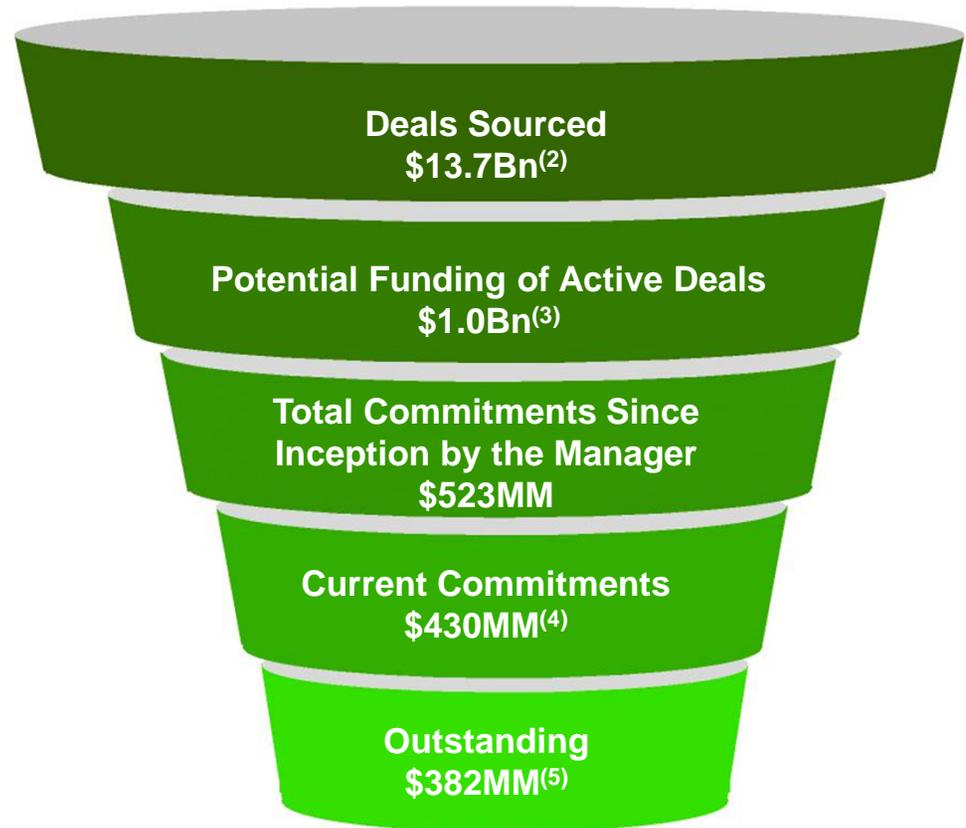 Deals Sourced
$13.7Bn(2)
Potential Funding of Active Deals
$1.0Bn(3)
Total Commitments Since
Inception by the Manager
$523MM
Current Commitments
$430MM(4)
Outstanding
$382MM(5)